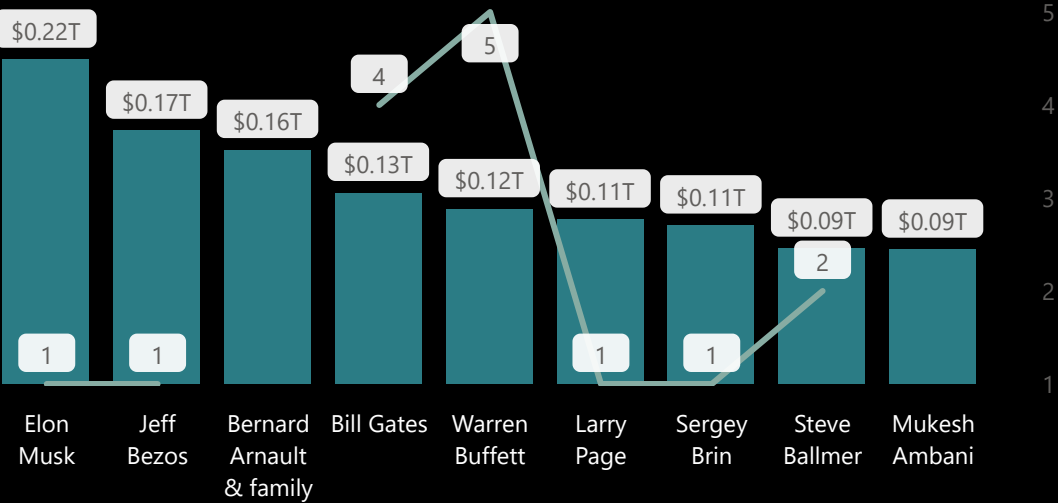 5
$0.22T
5
4
$0.17T
4
$0.16T
$0.13T
$0.12T
$0.11T
$0.11T
3
$0.09T
$0.09T
2
2
1
1
1
1
1
Elon
Musk
Jeff
Bezos
Bernard
Arnault
& family
Bill Gates
Warren
Buffett
Larry
Page
Sergey
Brin
Steve
Ballmer
Mukesh
Ambani